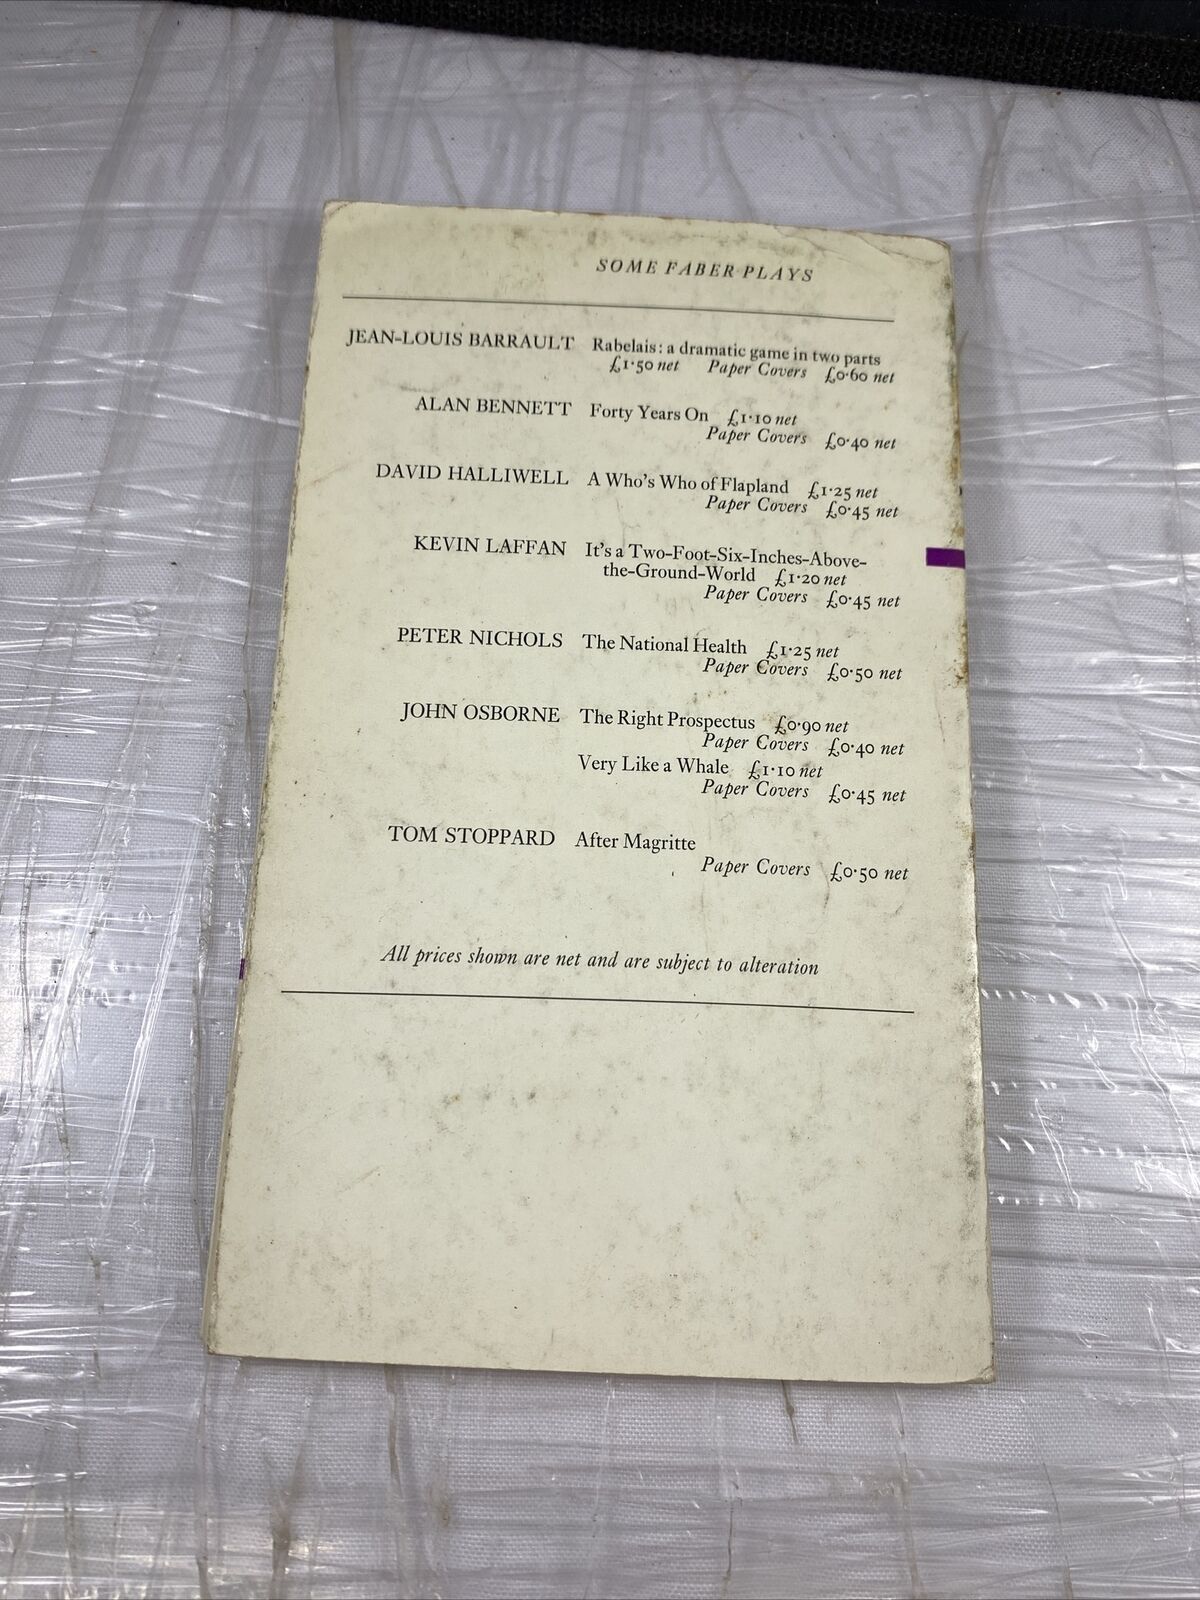 SOME FABER PLAYS
JEAN-LOUIS BARRAULT Rabelais: a dramatic game in two parts
£1·50 net Paper Covers £0·60 net
ALAN BENNETT Forty Years On £1·10 net
Paper Covers £0·40 net
DAVID HALLIWELL A Who's Who of Flapland £1·25 net
Paper Covers £0·45 net
KEVIN LAFFAN It's a Two-Foot-Six-Inches-Above-
the-Ground-World £1·20 net
Paper Covers £0·45 net
PETER NICHOLS The National Health £1·25 net
Paper Covers £0·50 net
JOHN OSBORNE The Right Prospectus £0·90 net
Paper Covers £0·40 net
Very Like a Whale £1·10 net
Paper Covers £0·45 net
TOM STOPPARD After Magritte
Paper Covers £0·50 net
All prices shown are net and are subject to alteration